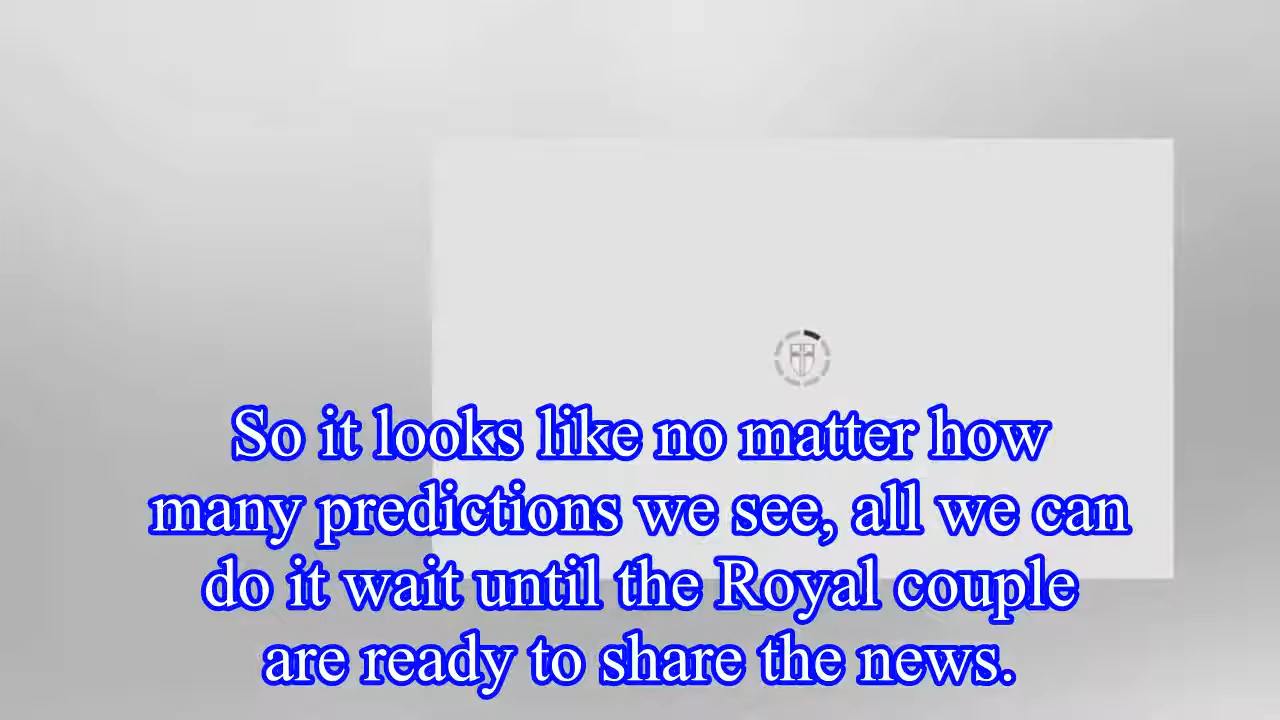 So it looks like no matter how
many predictions we see, all we can
do it wait until the Royal couple
are ready to share the news.